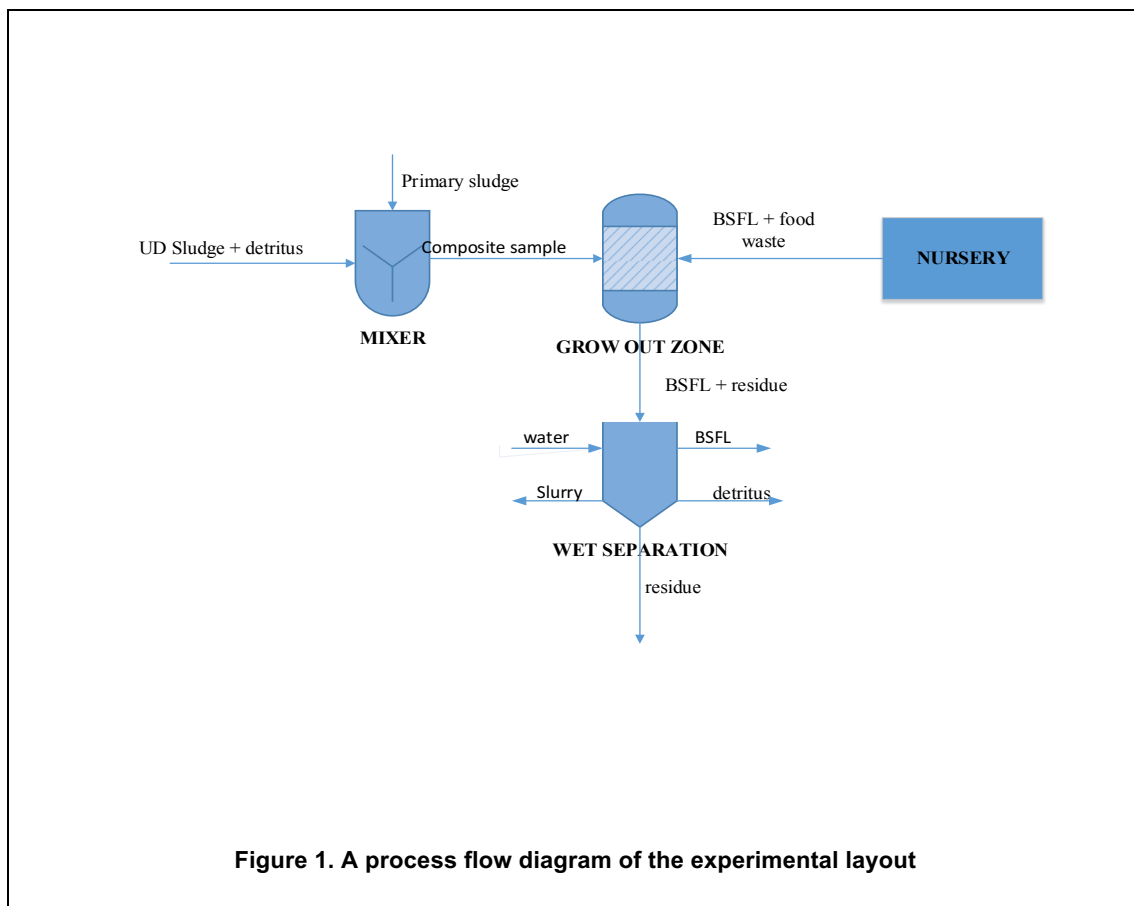 Primary sludge
UD Sludge + detritus
Composite sample
BSFL + food
waste
NURSERY
MIXER
GROW OUT ZONE
BSFL + residue
water
BSFL
Slurry
detritus
WET SEPARATION
residue
Figure 1. A process flow diagram of the experimental layout